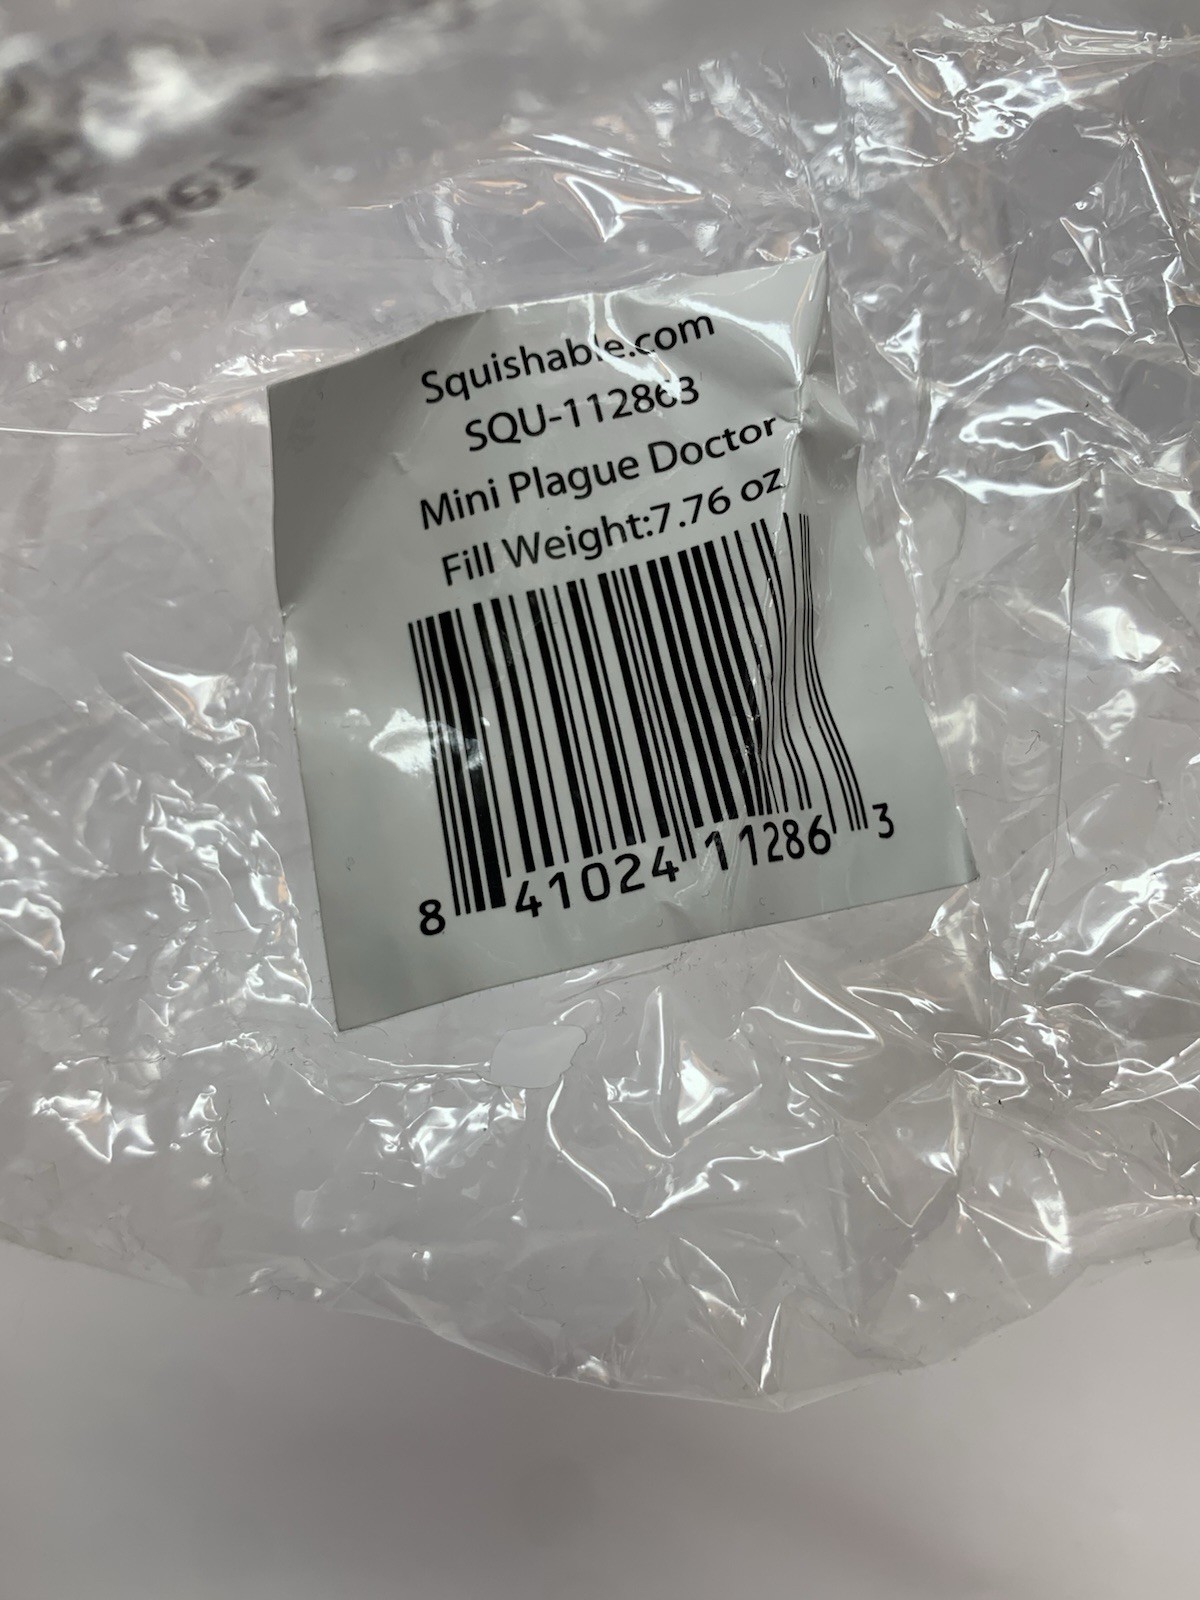 Squishable.com
SQU-112863
Mini Plague Doctor
Fill Weight:7.76 oz
8 41024 11286 3